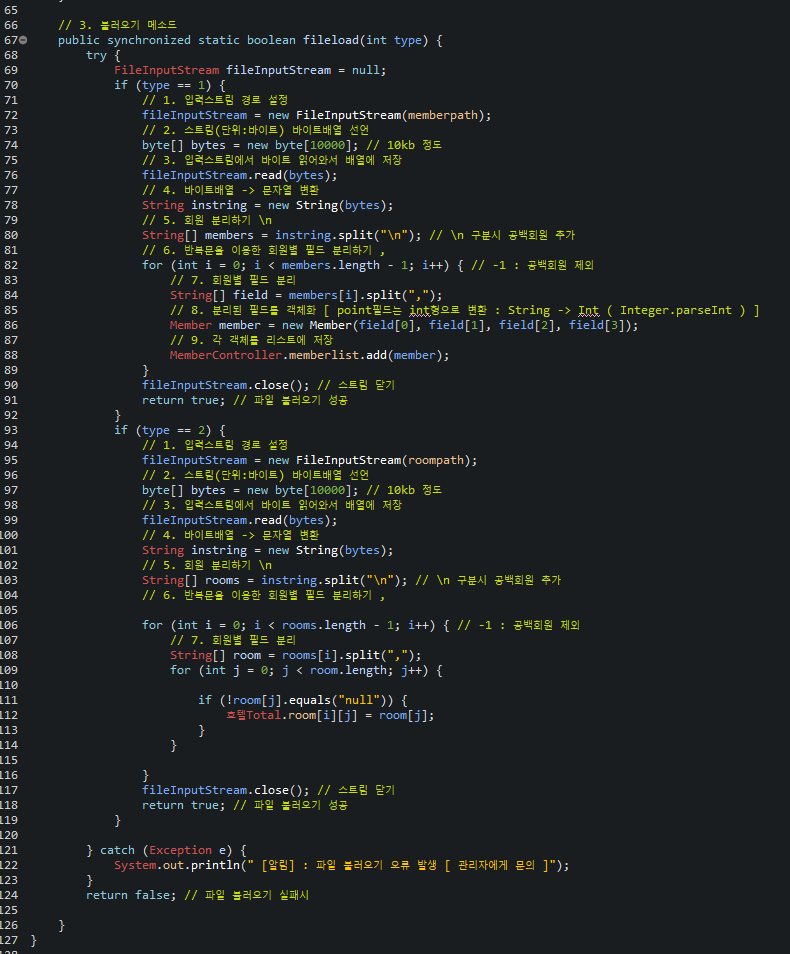 65
66 // 3. 불러오기 메소드
67 public synchronized static boolean fileload(int type) {
68 try {
69 FileInputStream fileInputStream = null;
70 if (type == 1) {
71 // 1. 입력스트림 경로 설정
72 fileInputStream = new FileInputStream(memberpath);
73 // 2. 스트림(단위:바이트) 바이트배열 선언
74 byte[] bytes = new byte[10000]; // 10kb 정도
75 // 3. 입력스트림에서 바이트 읽어와서 배열에 저장
76 fileInputStream.read(bytes);
77 // 4. 바이트배열 -> 문자열 변환
78 String instring = new String(bytes);
79 // 5. 회원 분리하기 \n
80 String[] members = instring.split("\n"); // \n 구분시 공백회원 추가
81 // 6. 반복문을 이용한 회원별 필드 분리하기 ,
82 for (int i = 0; i < members.length - 1; i++) { // -1 : 공백회원 제외
83 // 7. 회원별 필드 분리
84 String[] field = members[i].split(",");
85 // 8. 분리된 필드를 객체화 [ point필드는 int형으로 변환 : String -> Int ( Integer.parseInt ) ]
86 Member member = new Member(field[0], field[1], field[2], field[3]);
87 // 9. 각 객체를 리스트에 저장
88 MemberController.memberlist.add(member);
89 }
90 fileInputStream.close(); // 스트림 닫기
91 return true; // 파일 불러오기 성공
92 }
93 if (type == 2) {
94 // 1. 입력스트림 경로 설정
95 fileInputStream = new FileInputStream(roompath);
96 // 2. 스트림(단위:바이트) 바이트배열 선언
97 byte[] bytes = new byte[10000]; // 10kb 정도
98 // 3. 입력스트림에서 바이트 읽어와서 배열에 저장
99 fileInputStream.read(bytes);
100 // 4. 바이트배열 -> 문자열 변환
101 String instring = new String(bytes);
102 // 5. 회원 분리하기 \n
103 String[] rooms = instring.split("\n"); // \n 구분시 공백회원 추가
104 // 6. 반복문을 이용한 회원별 필드 분리하기 ,
105
106 for (int i = 0; i < rooms.length - 1; i++) { // -1 : 공백회원 제외
107 // 7. 회원별 필드 분리
108 String[] room = rooms[i].split(",");
109 for (int j = 0; j < room.length; j++) {
110
111 if (!room[j].equals("null")) {
112 호텔Total.room[i][j] = room[j];
113 }
114 }
115
116 }
117 fileInputStream.close(); // 스트림 닫기
118 return true; // 파일 불러오기 성공
119 }
120
121 } catch (Exception e) {
122 System.out.println(" [알림] : 파일 불러오기 오류 발생 [ 관리자에게 문의 ]");
123 }
124 return false; // 파일 불러오기 실패시
125
126 }
127 }